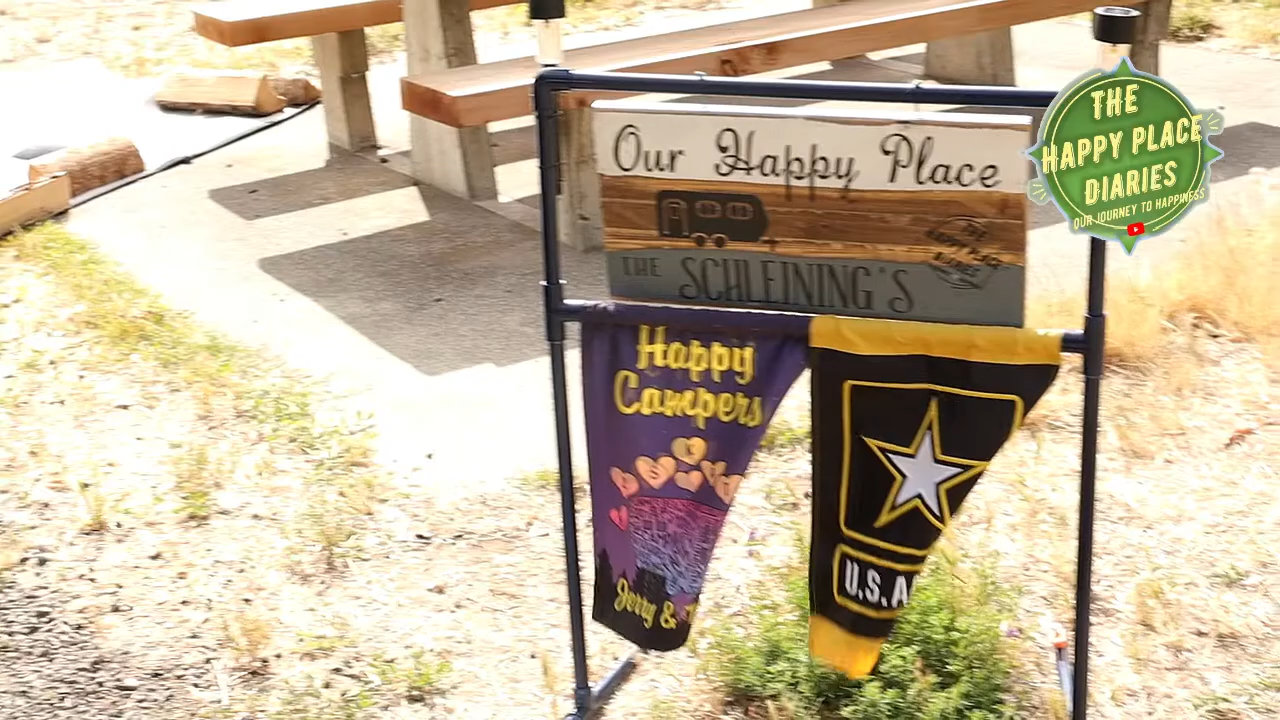 THE
HAPPY PLACE
DIARIES
OUR JOURNEY TO HAPPINESS
Our Happy Place
THE SCHLEINING'S
Happy
Campers
Jerry &
U.S.A